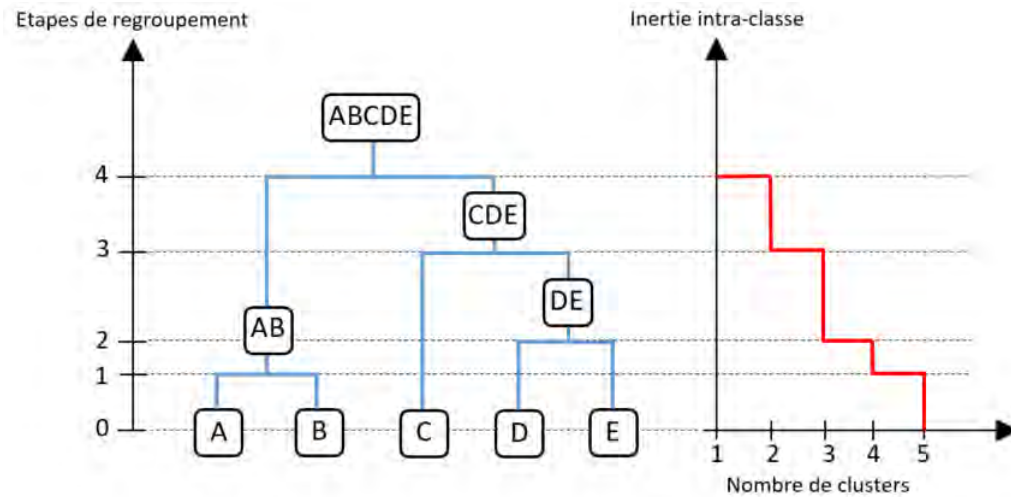 Etapes de regroupement
Inertie intra-classe
ABCDE
4
CDE
3
DE
AB
2
1
0
A B C D E
1 2 3 4 5
Nombre de clusters